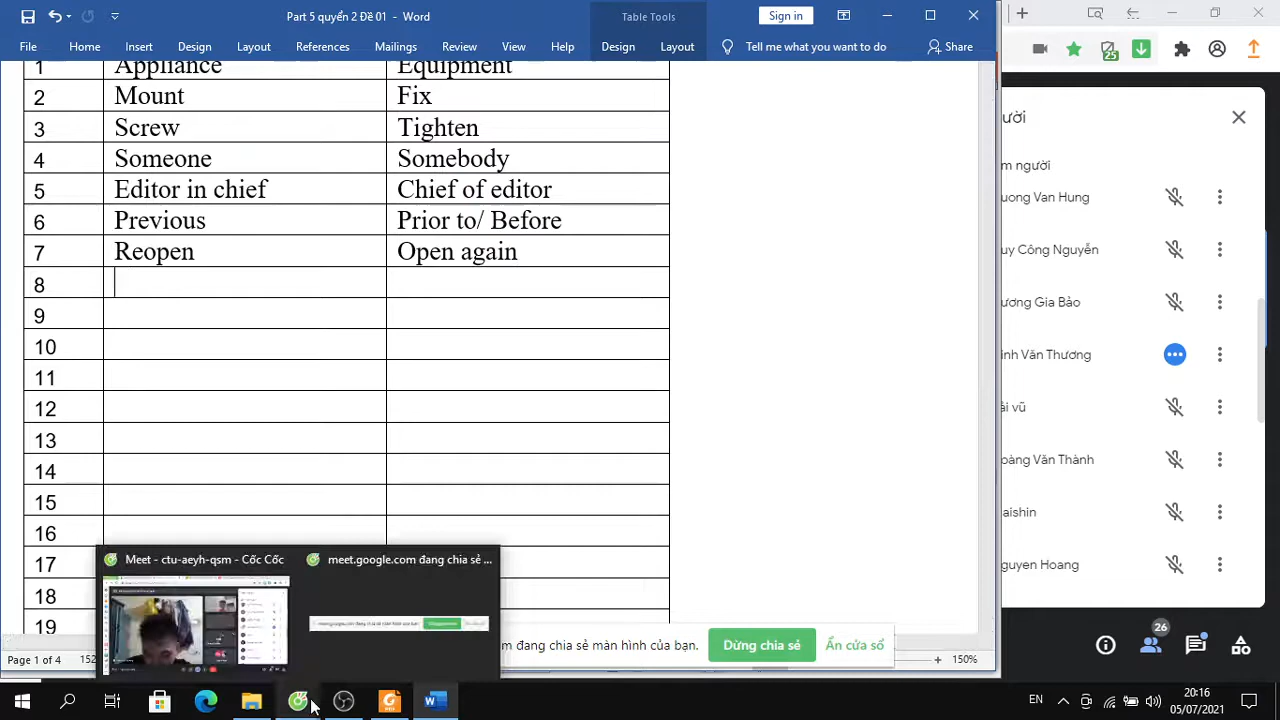 Part 5 quyển 2 Đề 01 - Word
Table Tools
Sign in
File Home Insert Design Layout References Mailings Review View Help Design Layout Tell me what you want to do Share
25
1 Appliance Equipment
2 Mount Fix
3 Screw Tighten
4 Someone Somebody
5 Editor in chief Chief of editor
6 Previous Prior to/ Before
7 Reopen Open again
8
9
10
11
12
13
14
15
16
17
18
19
ười
m người
uong Van Hung
uy Công Nguyễn
ương Gia Bảo
inh Văn Thương
ải vũ
oàng Văn Thành
aishin
guyen Hoang
26
Meet - ctu-aeyh-qsm - Cốc Cốc
meet.google.com đang chia sẻ ...
m đang chia sẻ màn hình của bạn. Dừng chia sẻ Ẩn cửa sổ
Page 1 of 4 152
150%
EN
20:16
05/07/2021